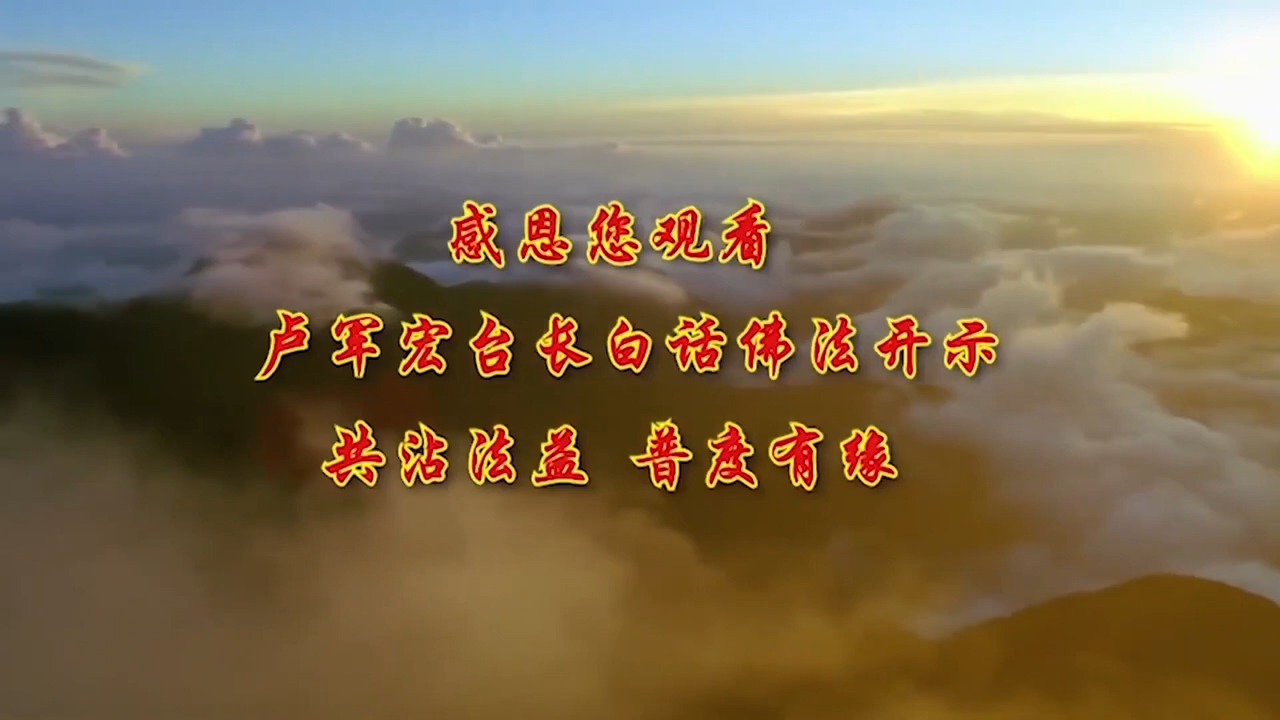 感恩您观看
卢军宏台长白话佛法开示
共沾法益 普度有缘